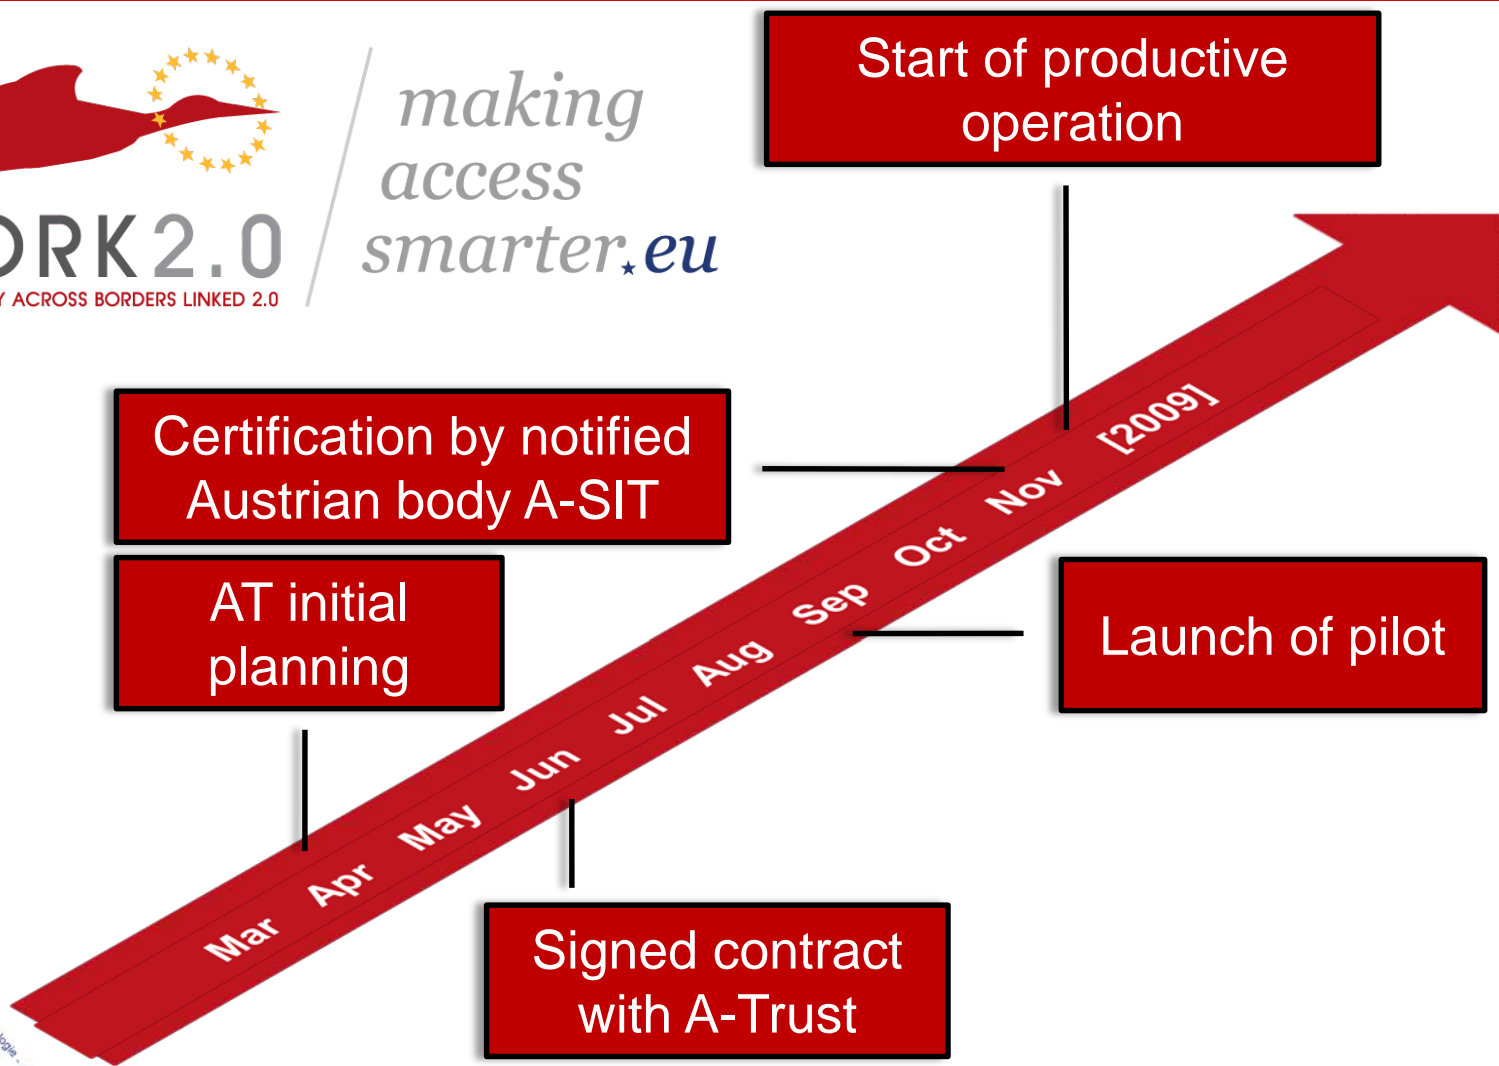 making
access
smarter.eu
ORK2.0
Y ACROSS BORDERS LINKED 2.0
Start of productive
operation
Certification by notified
Austrian body A-SIT
AT initial
planning
Launch of pilot
Signed contract
with A-Trust
Mar Apr May Jun Jul Aug Sep Oct Nov [2009]